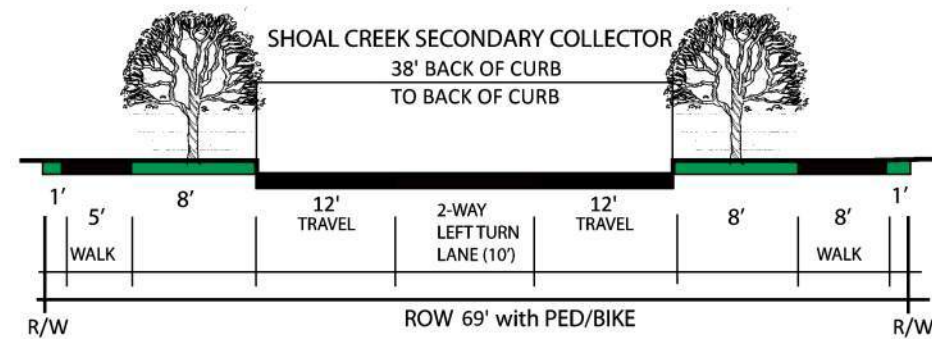 SHOAL CREEK SECONDARY COLLECTOR
38' BACK OF CURB
TO BACK OF CURB
1'
5'
WALK
8'
12'
TRAVEL
2-WAY
LEFT TURN
LANE (10')
12'
TRAVEL
8'
8'
WALK
1'
R/W
ROW 69' with PED/BIKE
R/W